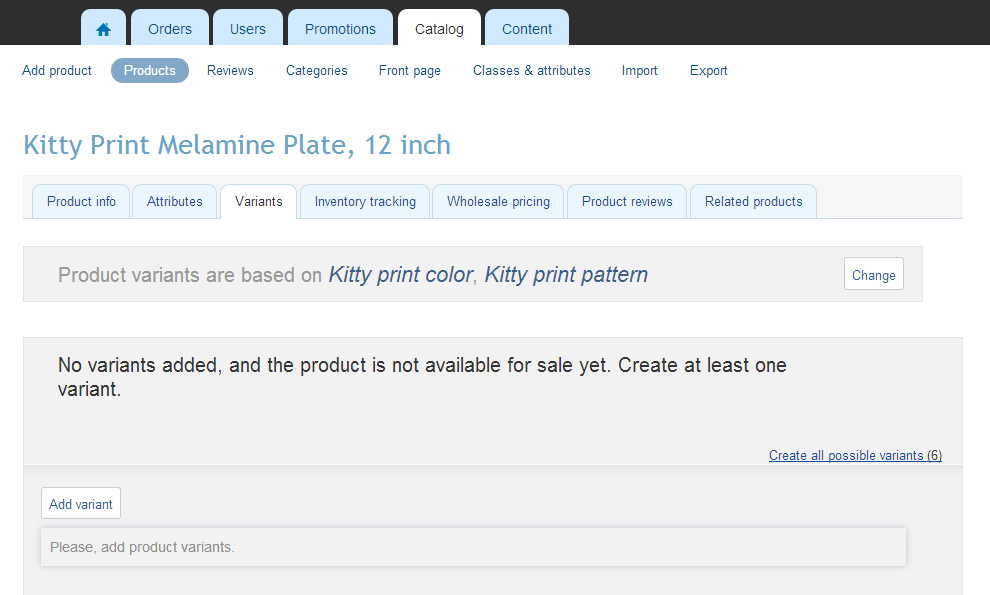 Orders Users Promotions Catalog Content
Add product Products Reviews Categories Front page Classes & attributes Import Export
Kitty Print Melamine Plate, 12 inch
Product info Attributes Variants Inventory tracking Wholesale pricing Product reviews Related products
Product variants are based on Kitty print color, Kitty print pattern Change
No variants added, and the product is not available for sale yet. Create at least one
variant.
Create all possible variants (6)
Add variant
Please, add product variants.